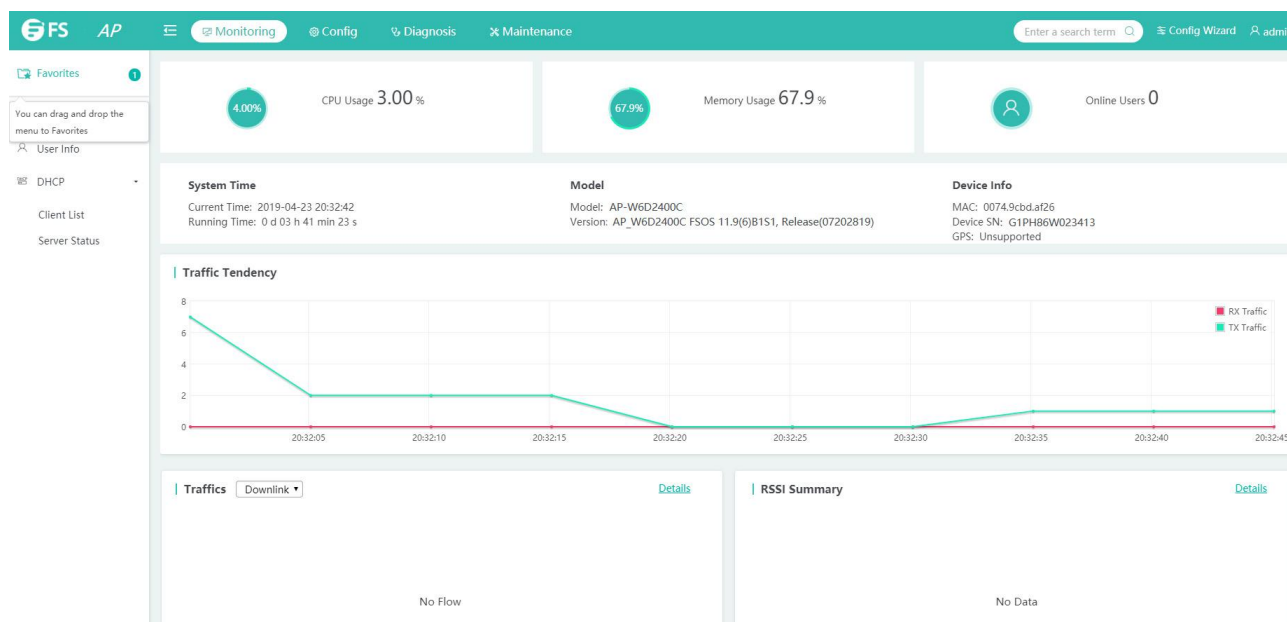 FS AP Monitoring Config Diagnosis Maintenance Enter a search term Config Wizard admi
Favorites 1
You can drag and drop the
menu to Favorites
User Info
DHCP
Client List
Server Status
4.00% CPU Usage 3.00 %
67.9% Memory Usage 67.9 %
Online Users 0
System Time
Current Time: 2019-04-23 20:32:42
Running Time: 0 d 03 h 41 min 23 s
Model
Model: AP-W6D2400C
Version: AP_W6D2400C FSOS 11.9(6)B1S1, Release(07202819)
Device Info
MAC: 0074.9cbd.af26
Device SN: G1PH86W023413
GPS: Unsupported
Traffic Tendency
8
6
4
2
0
RX Traffic
TX Traffic
20:32:05 20:32:10 20:32:15 20:32:20 20:32:25 20:32:30 20:32:35 20:32:40 20:32:45
Traffics Downlink Details
No Flow
RSSI Summary Details
No Data